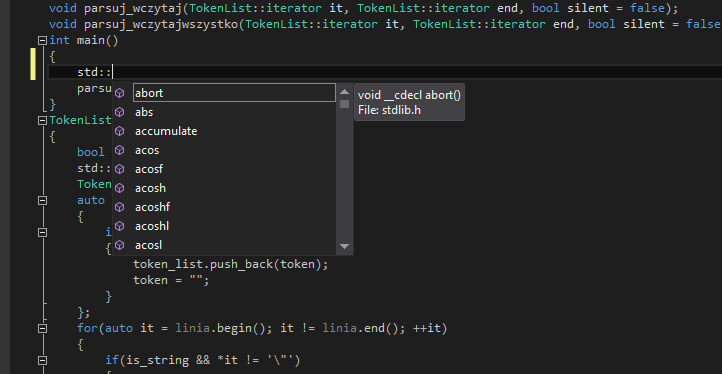 void parsuj_wczytaj(TokenList::iterator it, TokenList::iterator end, bool silent = false);
void parsuj_wczytajwszystko(TokenList::iterator it, TokenList::iterator end, bool silent = false
int main()
{
std::
abort
void __cdecl abort()
File: stdlib.h
parsu
abs
}
accumulate
TokenList
acos
{
bool
acosf
std::
acosh
Token
acoshf
auto
acoshl
{
i
acosl
{
token_list.push_back(token);
token = "";
}
};
for(auto it = linia.begin(); it != linia.end(); ++it)
{
if(is_string && *it != '\"')
{